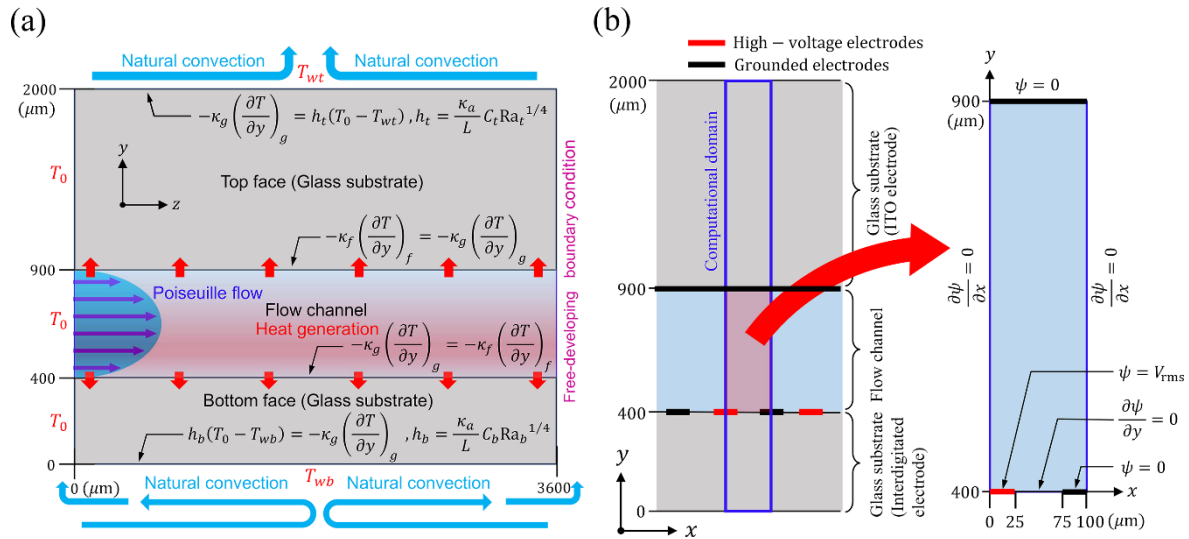 (a)
Natural convection
Natural convection
T_wt
2000
(μm)
−κ_g (∂T/∂y)_g = h_t(T_0 − T_wt) , h_t = κ_a/L C_t Ra_t^1/4
T_0
y
z
Top face (Glass substrate)
−κ_f (∂T/∂y)_f = −κ_g (∂T/∂y)_g
900
Poiseuille flow
Flow channel
T_0
Heat generation
−κ_g (∂T/∂y)_g = −κ_f (∂T/∂y)_f
400
Bottom face (Glass substrate)
T_0
h_b(T_0 − T_wb) = −κ_g (∂T/∂y)_g , h_b = κ_a/L C_b Ra_b^1/4
0
0 (μm)
T_wb
3600
Natural convection
Natural convection
Free-developing boundary condition
(b)
High − voltage electrodes
Grounded electrodes
2000
(μm)
Computational domain
Glass substrate
(ITO electrode)
900
Flow channel
400
Glass substrate
(Interdigitated
electrode)
0
y
x
y
ψ = 0
900
(μm)
∂ψ/∂x = 0
∂ψ/∂x = 0
ψ = V_rms
∂ψ/∂y = 0
ψ = 0
400
x
0 25 75 100 (μm)